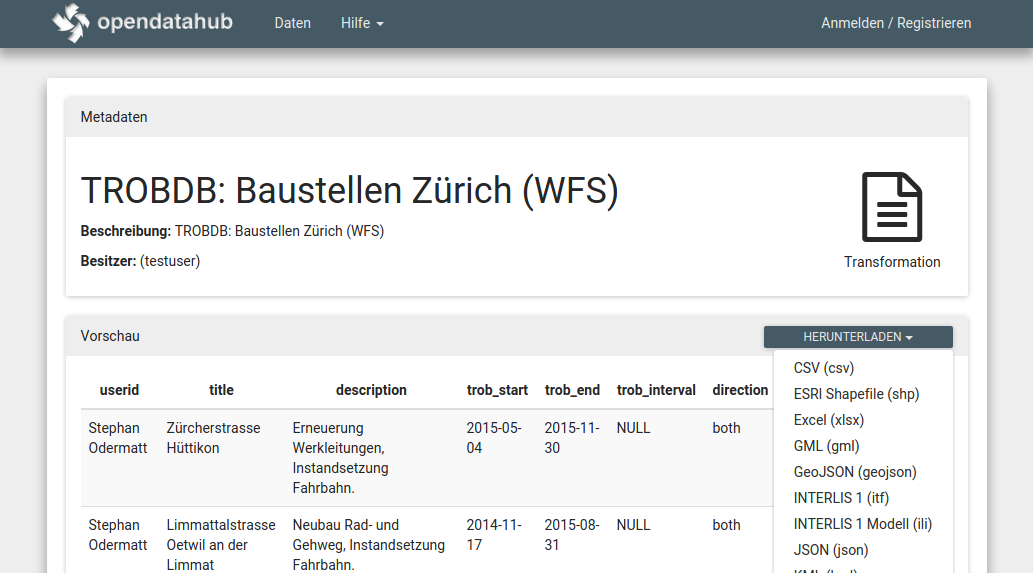 opendatahub Daten Hilfe Anmelden / Registrieren
Metadaten
TROBDB: Baustellen Zürich (WFS)
Beschreibung: TROBDB: Baustellen Zürich (WFS)
Besitzer: (testuser)
Transformation
Vorschau
HERUNTERLADEN
CSV (csv)
ESRI Shapefile (shp)
Excel (xlsx)
GML (gml)
GeoJSON (geojson)
INTERLIS 1 (itf)
INTERLIS 1 Modell (ili)
JSON (json)
userid title description trob_start trob_end trob_interval direction
Stephan Zürcherstrasse Erneuerung 2015-05- 2015-11- NULL both
Odermatt Hüttikon Werkleitungen, 04 30
Instandsetzung
Fahrbahn.
Stephan Limmattalstrasse Neubau Rad- und 2014-11- 2015-08- NULL both
Odermatt Oetwil an der Gehweg, Instandsetzung 17 31
Limmat Fahrbahn.